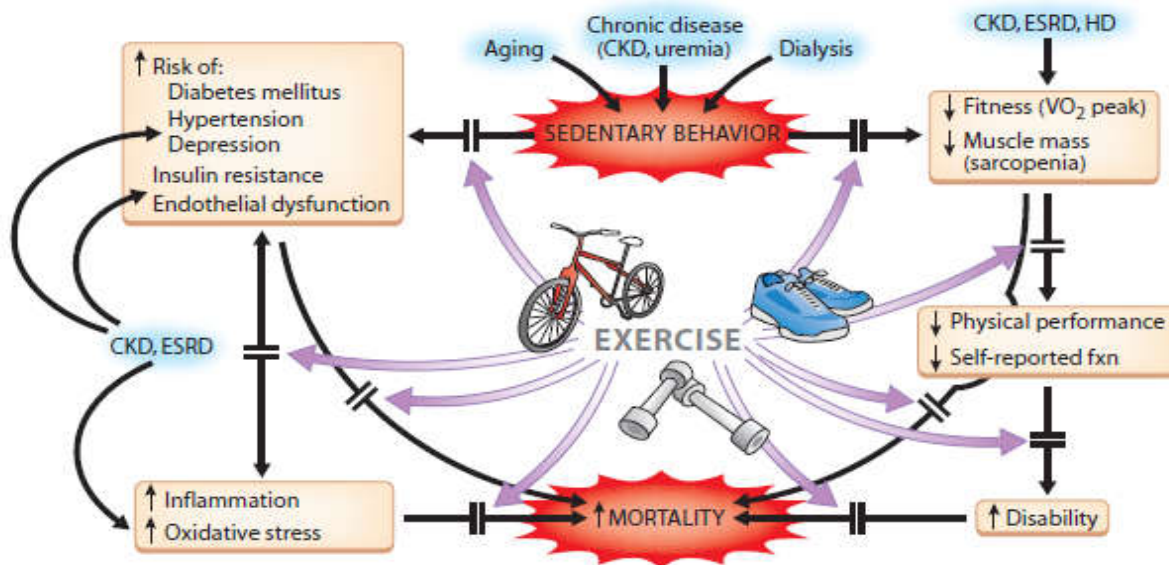 Chronic disease
(CKD, uremia)
Aging
Dialysis
CKD, ESRD, HD
↑ Risk of:
Diabetes mellitus
Hypertension
Depression
Insulin resistance
Endothelial dysfunction
SEDENTARY BEHAVIOR
↓ Fitness (VO₂ peak)
↓ Muscle mass
(sarcopenia)
EXERCISE
CKD, ESRD
↓ Physical performance
↓ Self-reported fxn
↑ Inflammation
↑ Oxidative stress
↑ MORTALITY
↑ Disability